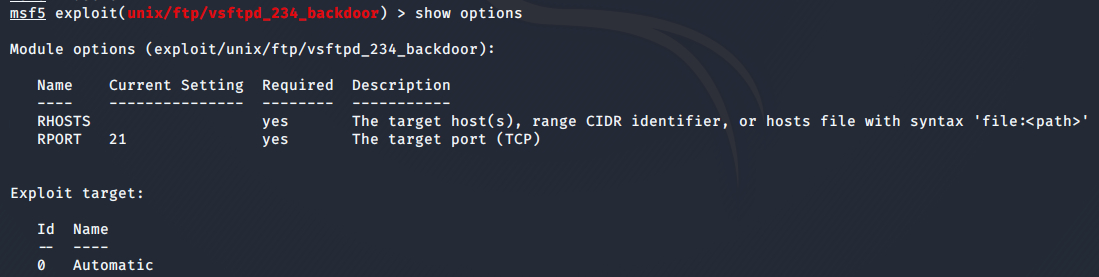 msf5 exploit(unix/ftp/vsftpd_234_backdoor) > show options
Module options (exploit/unix/ftp/vsftpd_234_backdoor):
Name    Current Setting  Required  Description
----    ---------------  --------  -----------
RHOSTS                   yes       The target host(s), range CIDR identifier, or hosts file with syntax 'file:<path>'
RPORT   21               yes       The target port (TCP)
Exploit target:
Id  Name
--  ----
0   Automatic